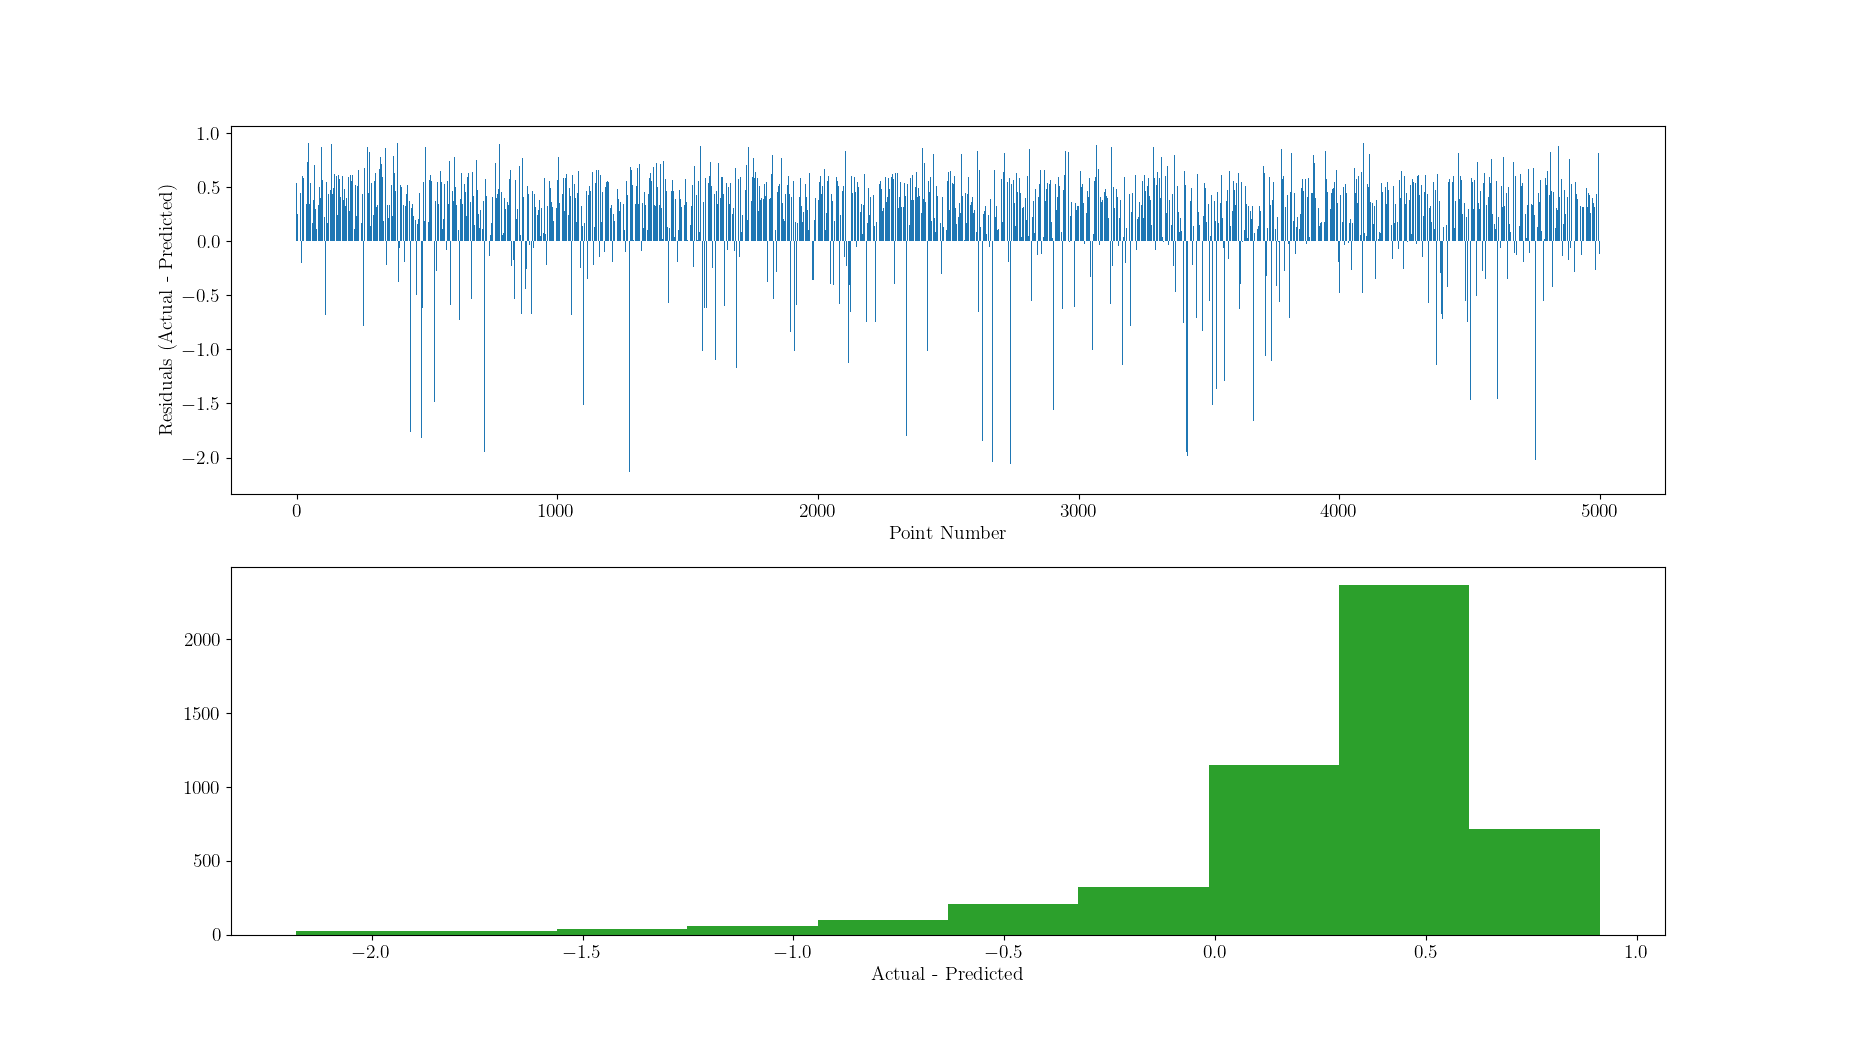 1.0
0.5
0.0
−0.5
−1.0
−1.5
−2.0
Residuals (Actual - Predicted)
0 1000 2000 3000 4000 5000
Point Number
2000
1500
1000
500
0
−2.0 −1.5 −1.0 −0.5 0.0 0.5 1.0
Actual - Predicted